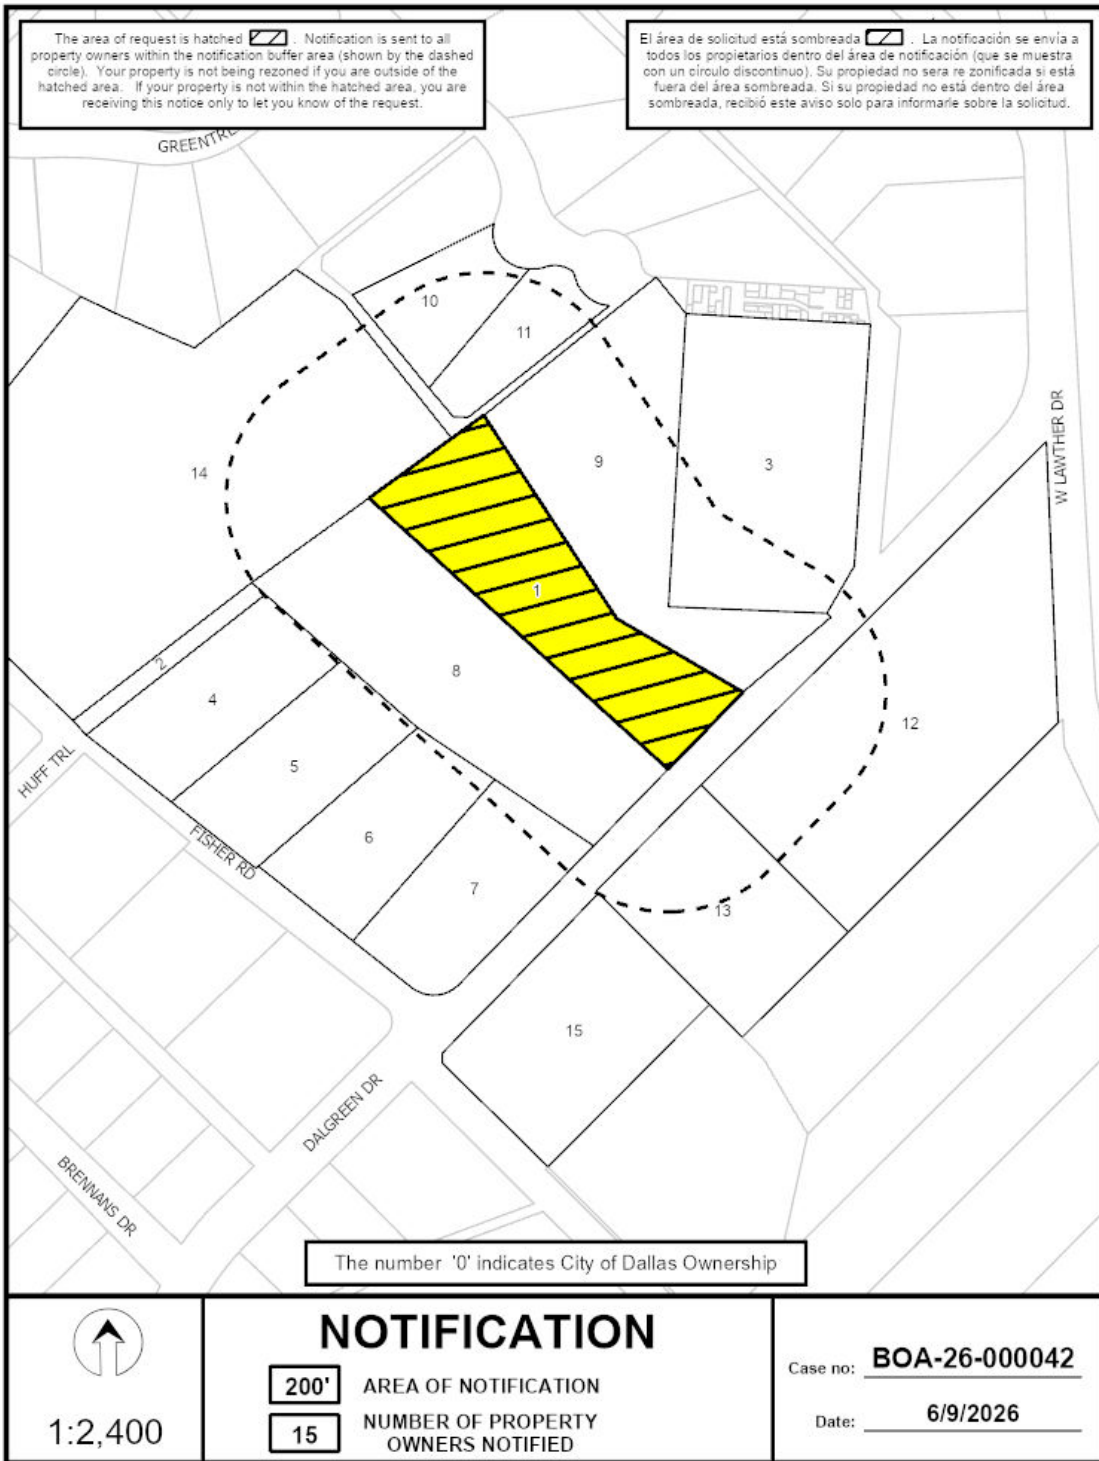 The area of request is hatched . Notification is sent to all
property owners within the notification buffer area (shown by the dashed
circle). Your property is not being rezoned if you are outside of the
hatched area. If your property is not within the hatched area, you are
receiving this notice only to let you know of the request.
El área de solicitud está sombreada . La notificación se envía a
todos los propietarios dentro del área de notificación (que se muestra
con un círculo discontinuo). Su propiedad no sera re zonificada si está
fuera del área sombreada. Si su propiedad no está dentro del área
sombreada, recibió este aviso solo para informarle sobre la solicitud.
10
11
W LAWTHER DR
9
3
14
1
2
8
4
12
5
HUFF TRL
6
FISHER RD
7
13
15
DALGREEN DR
BRENNANS DR
The number '0' indicates City of Dallas Ownership
1:2,400
NOTIFICATION
200' AREA OF NOTIFICATION
15 NUMBER OF PROPERTY
OWNERS NOTIFIED
Case no: BOA-26-000042
Date: 6/9/2026